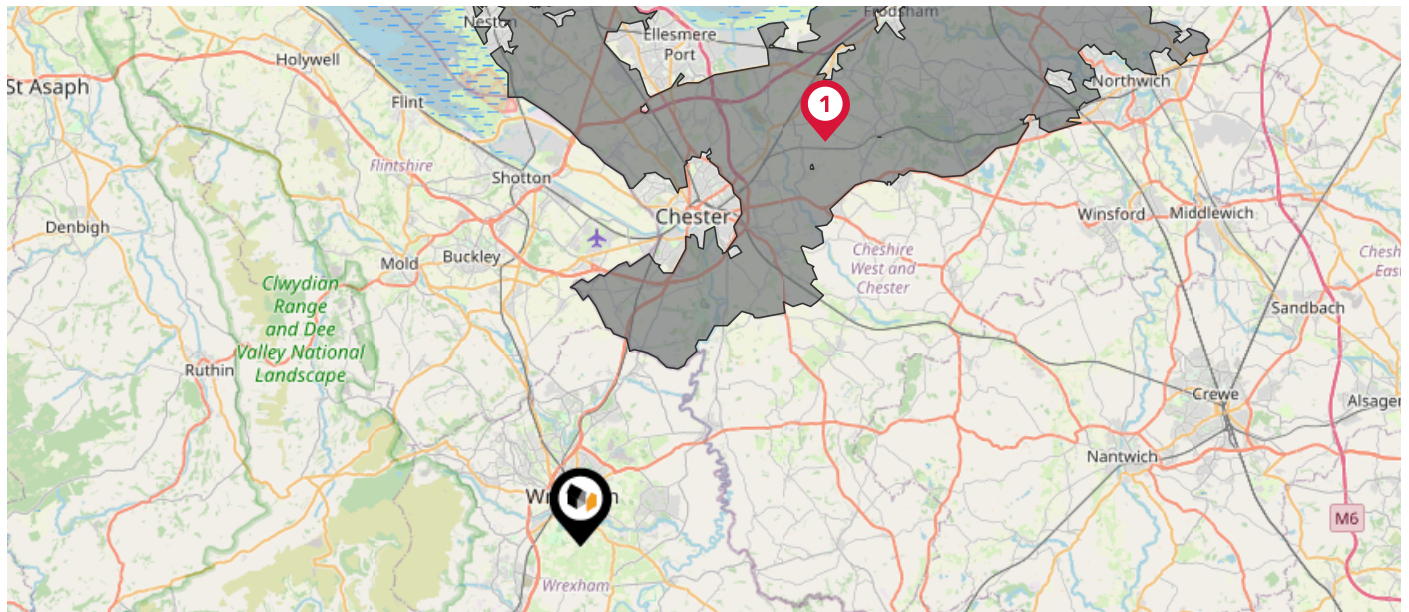 Neston
Ellesmere
Port
Frodsham
Holywell
St Asaph
Northwich
Flint
1
Flintshire
Shotton
Chester
Winsford
Middlewich
Denbigh
Mold
Buckley
Cheshire
West and
Chester
Chesh
East
Clwydian
Range
and Dee
Valley National
Landscape
Sandbach
Ruthin
Crewe
Alsager
Nantwich
Wr
n
M6
Wrexham